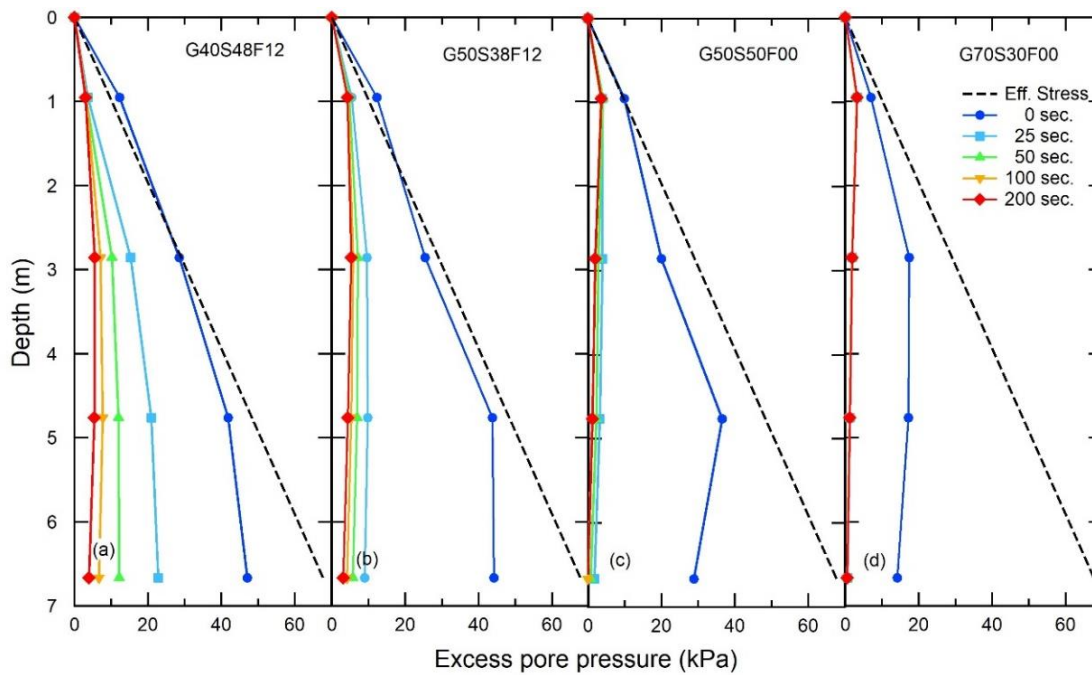 G40S48F12
G50S38F12
G50S50F00
G70S30F00
Eff. Stress
0 sec.
25 sec.
50 sec.
100 sec.
200 sec.
Depth (m)
0
1
2
3
4
5
6
7
(a)
(b)
(c)
(d)
0 20 40 60 0 20 40 60 0 20 40 60 0 20 40 60
Excess pore pressure (kPa)